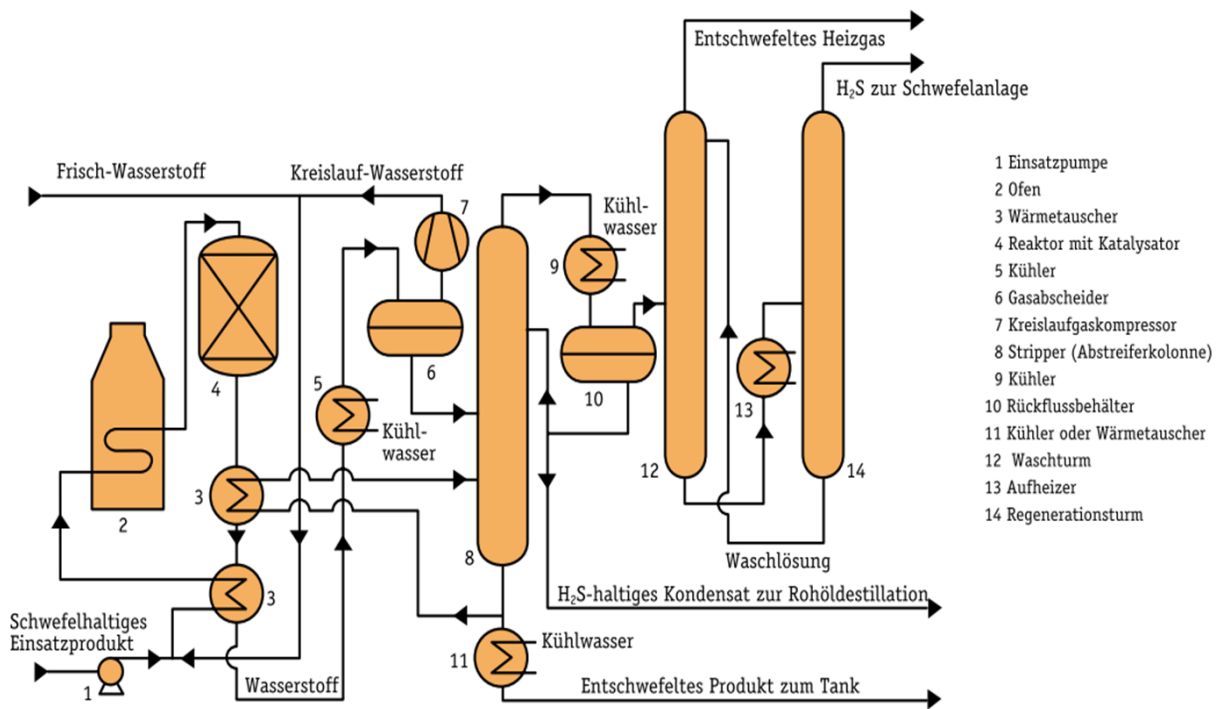 Entschwefeltes Heizgas
H₂S zur Schwefelanlage
Frisch-Wasserstoff
Kreislauf-Wasserstoff
7
Kühl-
wasser
9
4
6
5
Kühl-
wasser
10
13
12
14
3
2
8
Waschlösung
3
H₂S-haltiges Kondensat zur Rohöldestillation
Schwefelhaltiges
Einsatzprodukt
1
Wasserstoff
11
Kühlwasser
Entschwefeltes Produkt zum Tank
1 Einsatzpumpe
2 Ofen
3 Wärmetauscher
4 Reaktor mit Katalysator
5 Kühler
6 Gasabscheider
7 Kreislaufgaskompressor
8 Stripper (Abstreiferkolonne)
9 Kühler
10 Rückflussbehälter
11 Kühler oder Wärmetauscher
12 Waschturm
13 Aufheizer
14 Regenerationsturm